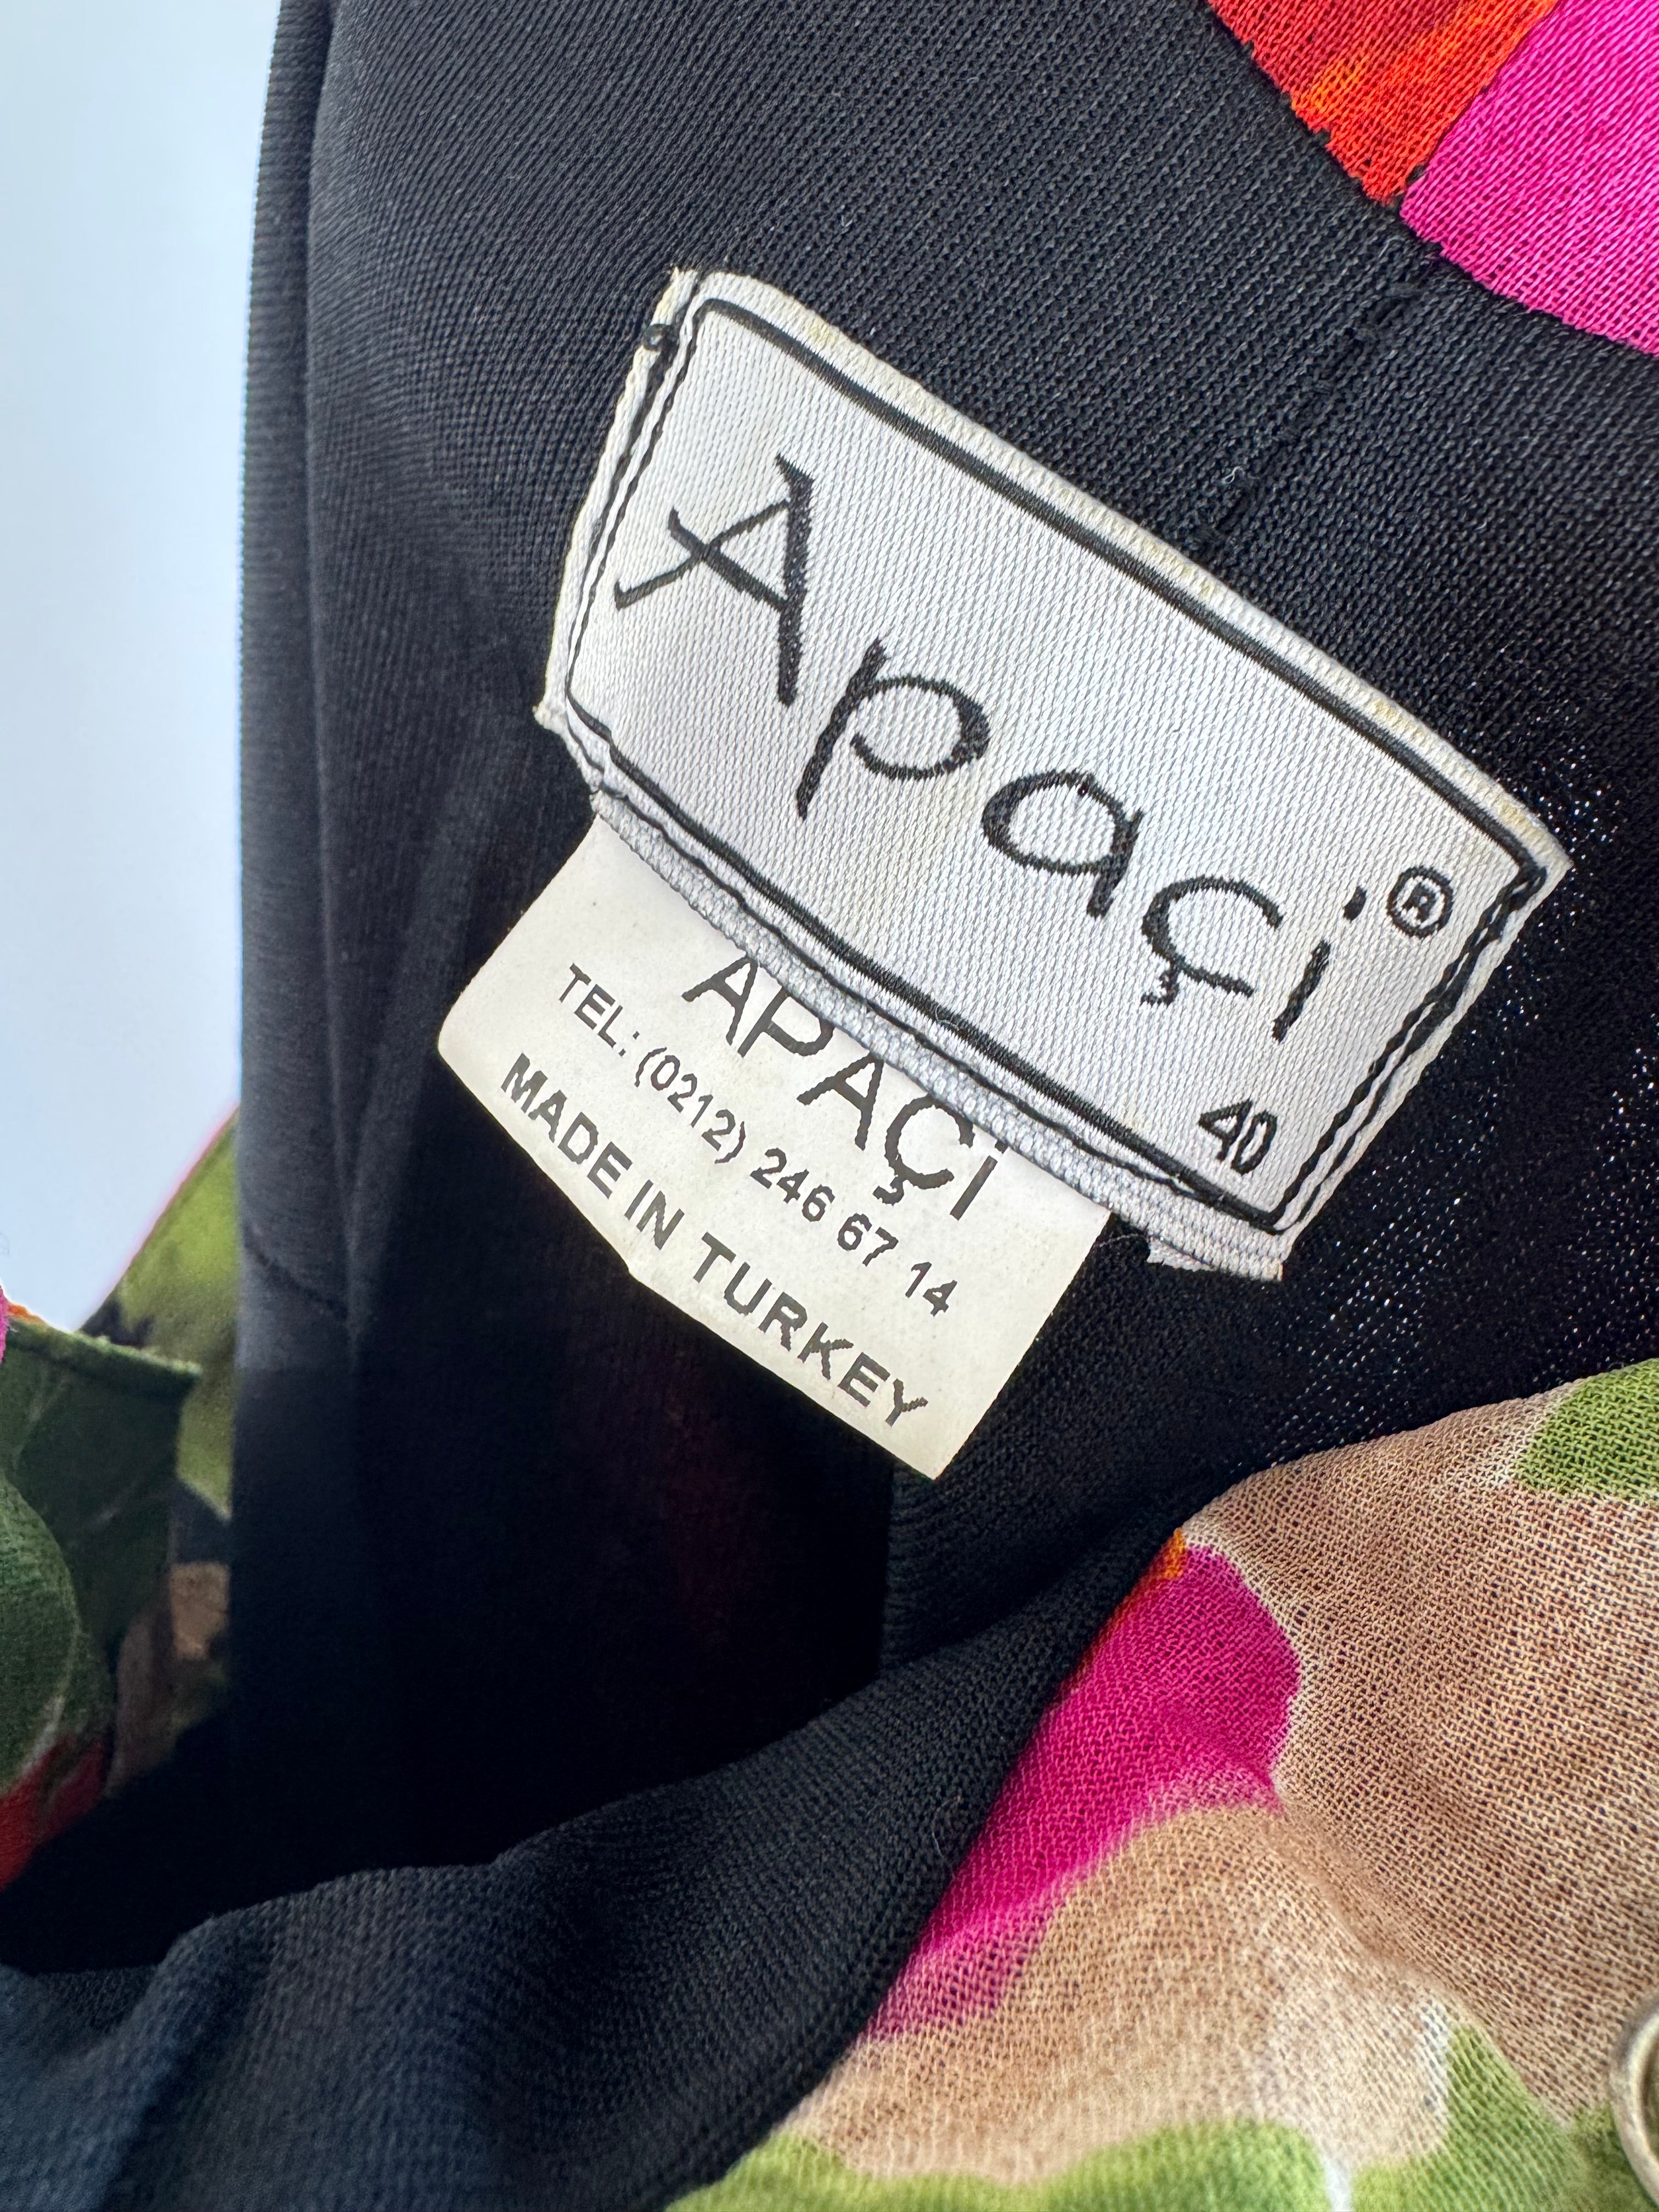 Apaçi®
40
APAÇİ
TEL: (0212) 246 67 14
MADE IN TURKEY